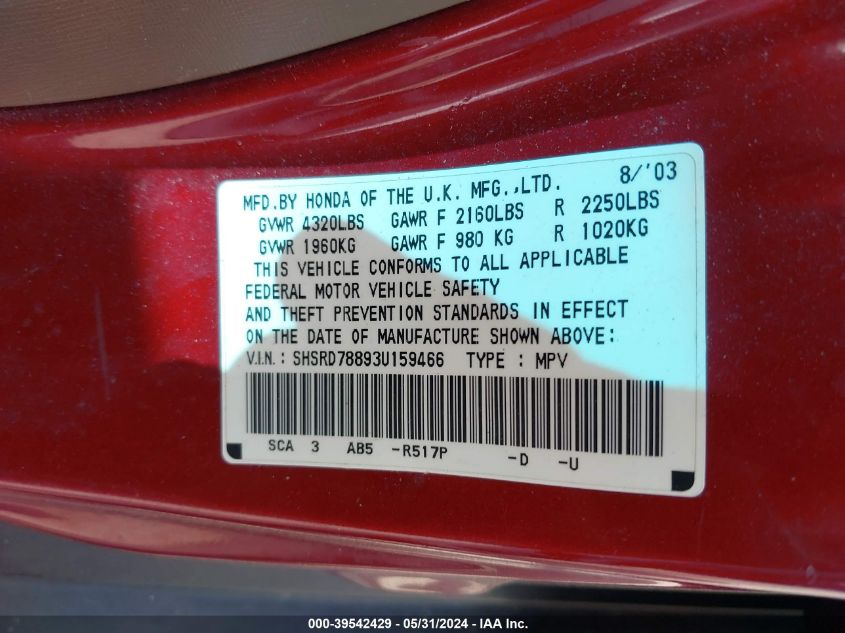 MFD.BY HONDA OF THE U.K. MFG.,LTD. 8/'03
GVWR 4320LBS GAWR F 2160LBS R 2250LBS
GVWR 1960KG GAWR F 980 KG R 1020KG
THIS VEHICLE CONFORMS TO ALL APPLICABLE
FEDERAL MOTOR VEHICLE SAFETY
AND THEFT PREVENTION STANDARDS IN EFFECT
ON THE DATE OF MANUFACTURE SHOWN ABOVE:
V.I.N.: SHSRD78893U159466 TYPE : MPV
SCA 3 AB5 -R517P -D -U
000-39542429 - 05/31/2024 - IAA Inc.